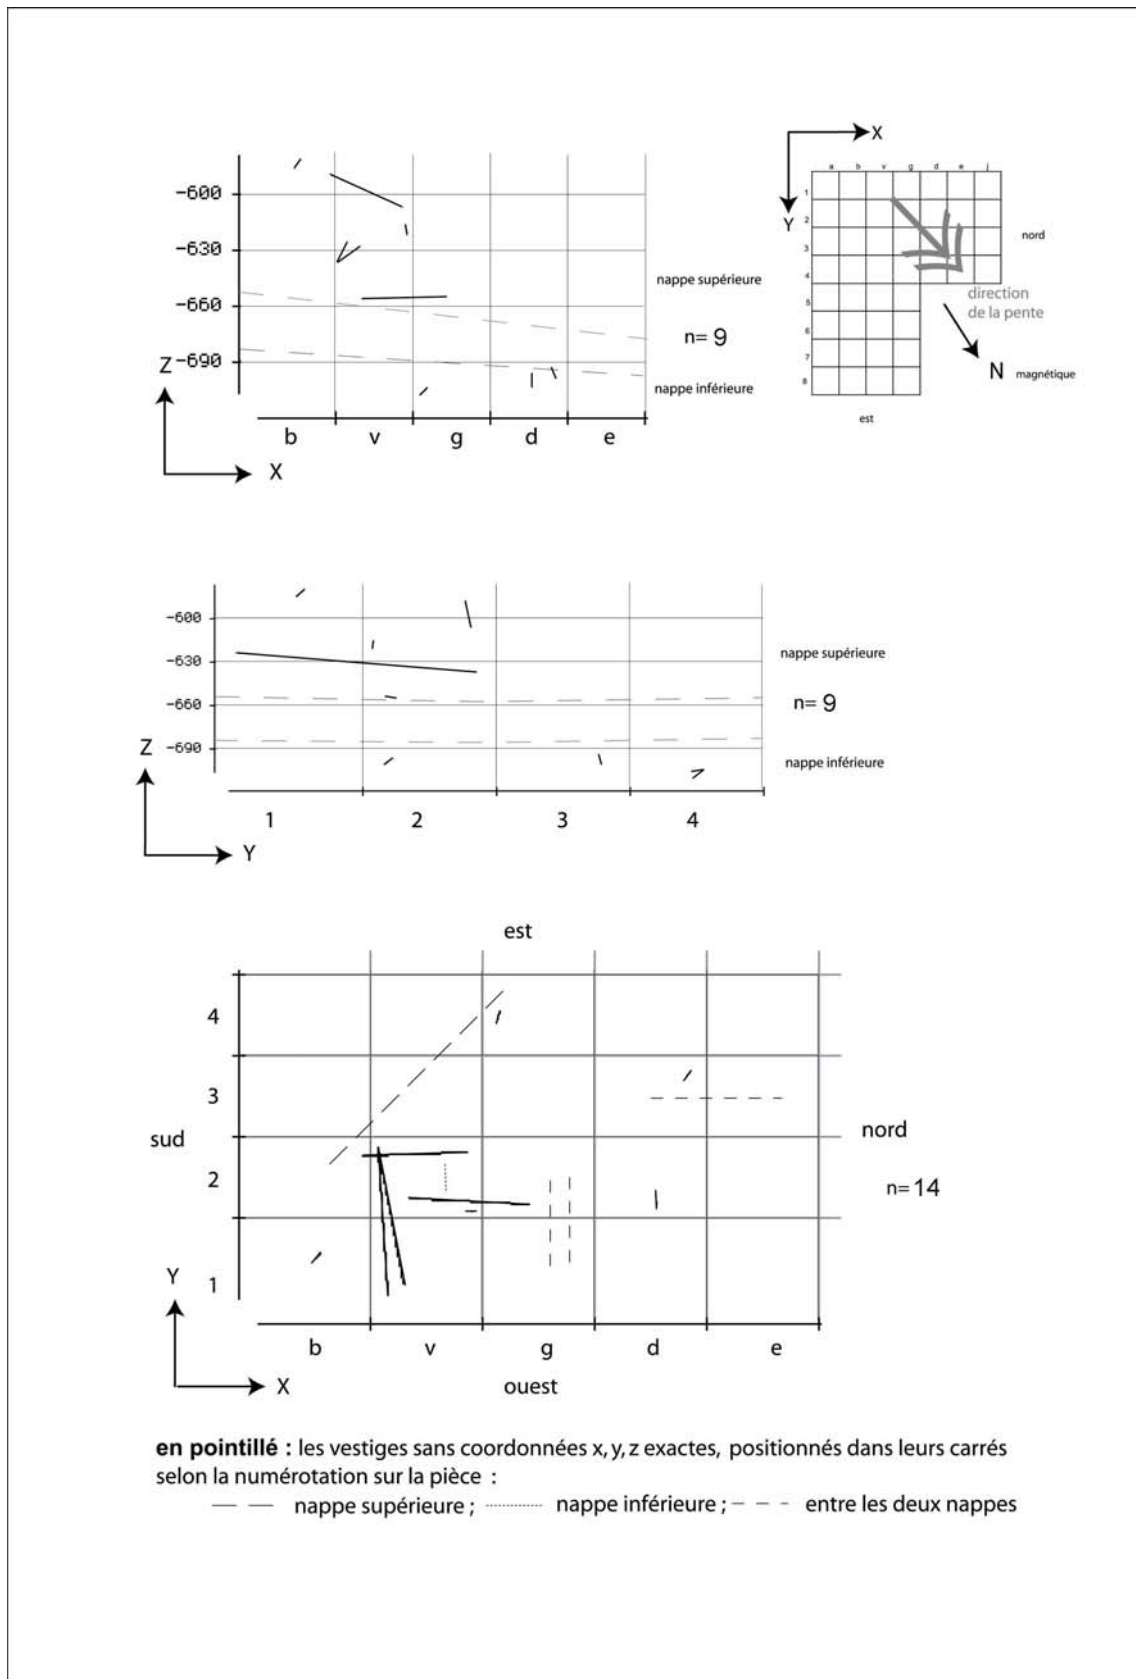 X
a b v g d e j
1
2
3
4
5
6
7
8
Y
nord
direction
de la pente
N magnétique
est
-600
-630
-660
-690
Z
nappe supérieure
n= 9
nappe inférieure
b v g d e
X
-600
-630
-660
-690
Z
nappe supérieure
n= 9
nappe inférieure
1 2 3 4
Y
est
4
3
2
1
sud
nord
n=14
Y
b v g d e
X
ouest
en pointillé : les vestiges sans coordonnées x, y, z exactes, positionnés dans leurs carrés
selon la numérotation sur la pièce :
nappe supérieure ; nappe inférieure ; entre les deux nappes